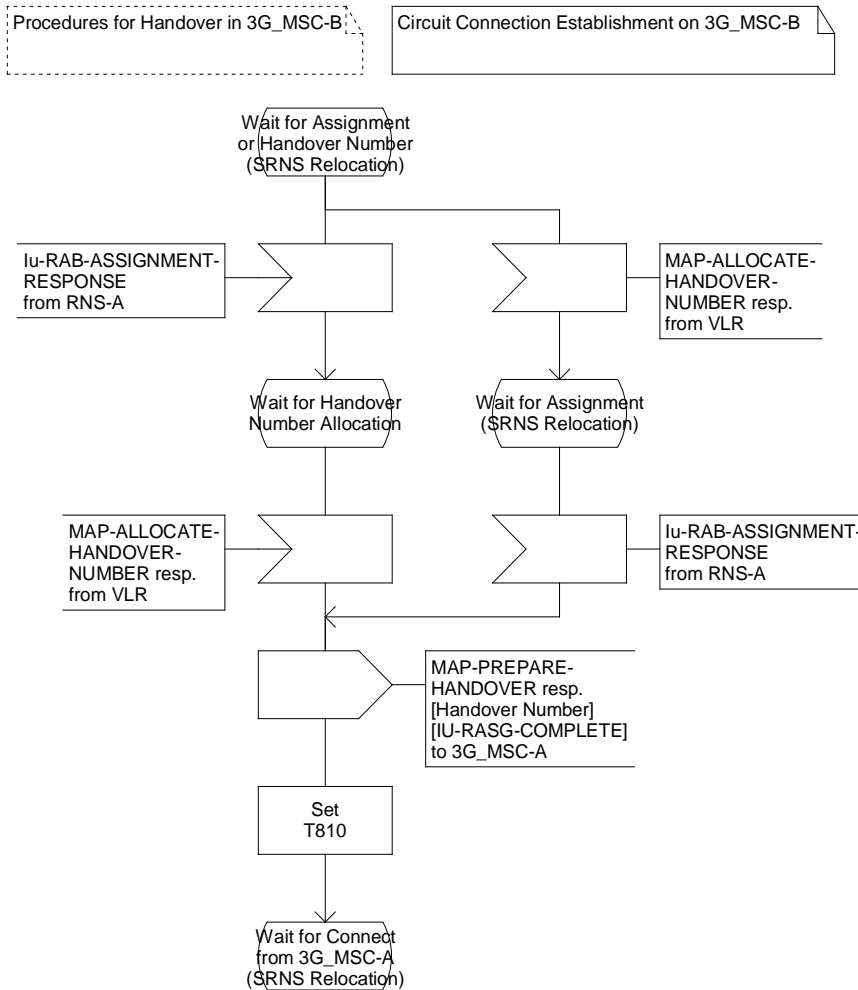 Procedures for Handover in 3G_MSC-B
Circuit Connection Establishment on 3G_MSC-B
Wait for Assignment
or Handover Number
(SRNS Relocation)
Iu-RAB-ASSIGNMENT-
RESPONSE
from RNS-A
MAP-ALLOCATE-
HANDOVER-
NUMBER resp.
from VLR
Wait for Handover
Number Allocation
Wait for Assignment
(SRNS Relocation)
MAP-ALLOCATE-
HANDOVER-
NUMBER resp.
from VLR
Iu-RAB-ASSIGNMENT-
RESPONSE
from RNS-A
MAP-PREPARE-
HANDOVER resp.
[Handover Number]
[IU-RASG-COMPLETE]
to 3G_MSC-A
Set
T810
Wait for Connect
from 3G_MSC-A
(SRNS Relocation)